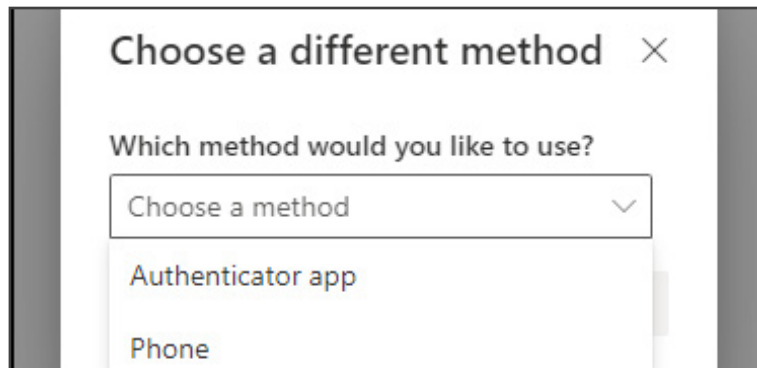 Choose a different method
Which method would you like to use?
Choose a method
Authenticator app
Phone